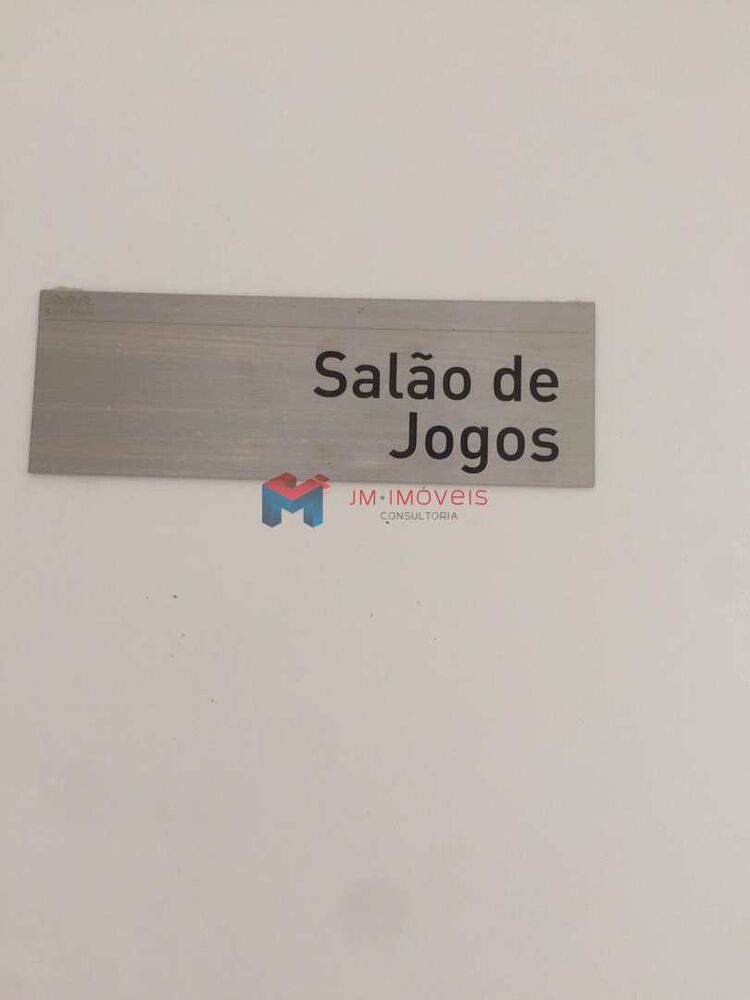 Salão de
Jogos
JM·IMÓVEIS
CONSULTORIA